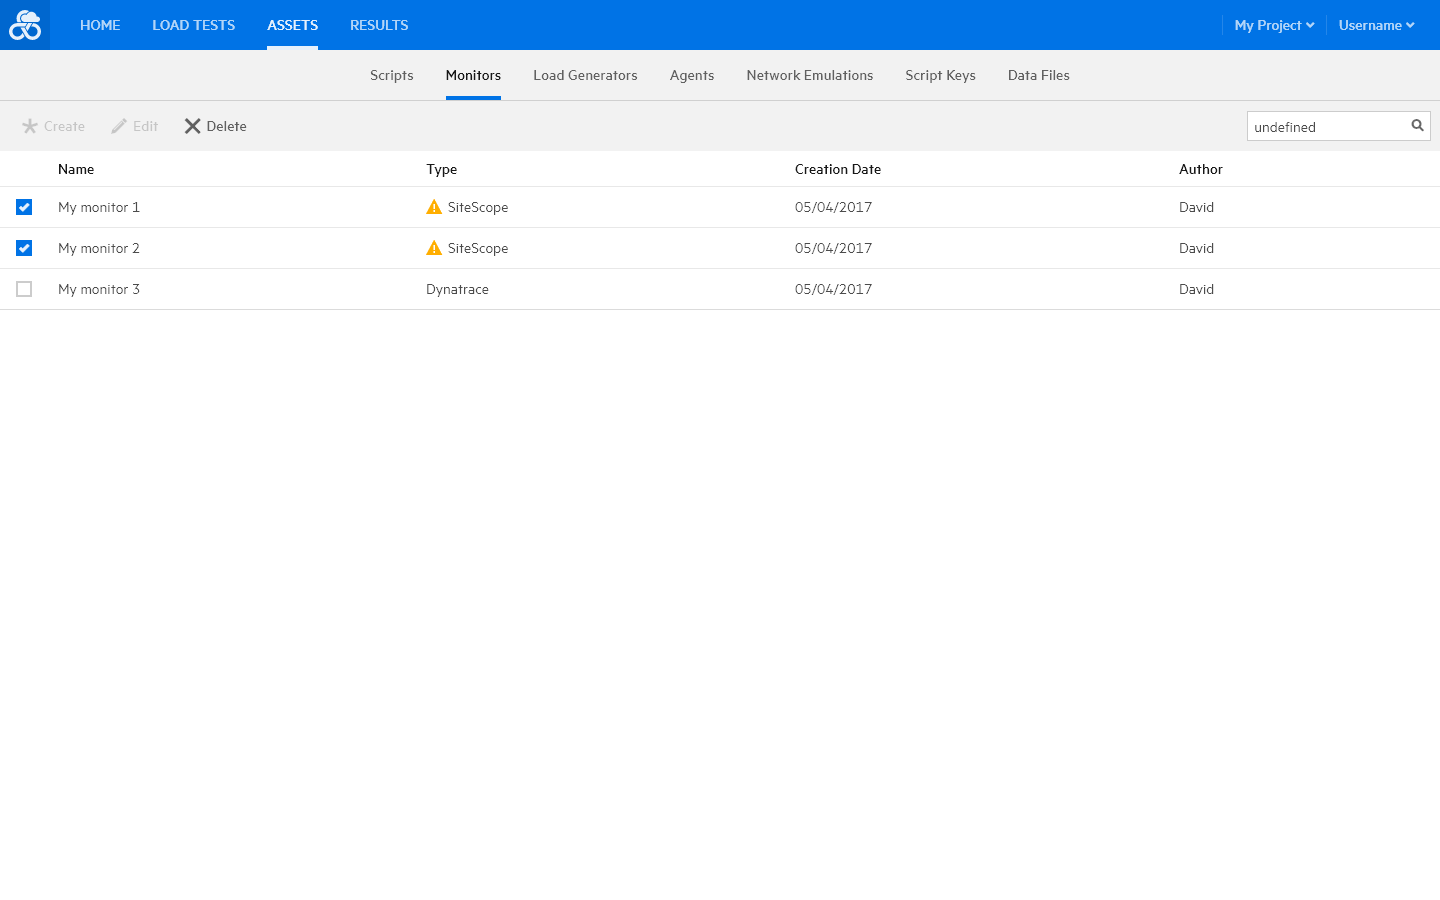 HOME LOAD TESTS ASSETS RESULTS My Project Username
Scripts Monitors Load Generators Agents Network Emulations Script Keys Data Files
Create Edit Delete undefined
Name Type Creation Date Author
My monitor 1 SiteScope 05/04/2017 David
My monitor 2 SiteScope 05/04/2017 David
My monitor 3 Dynatrace 05/04/2017 David